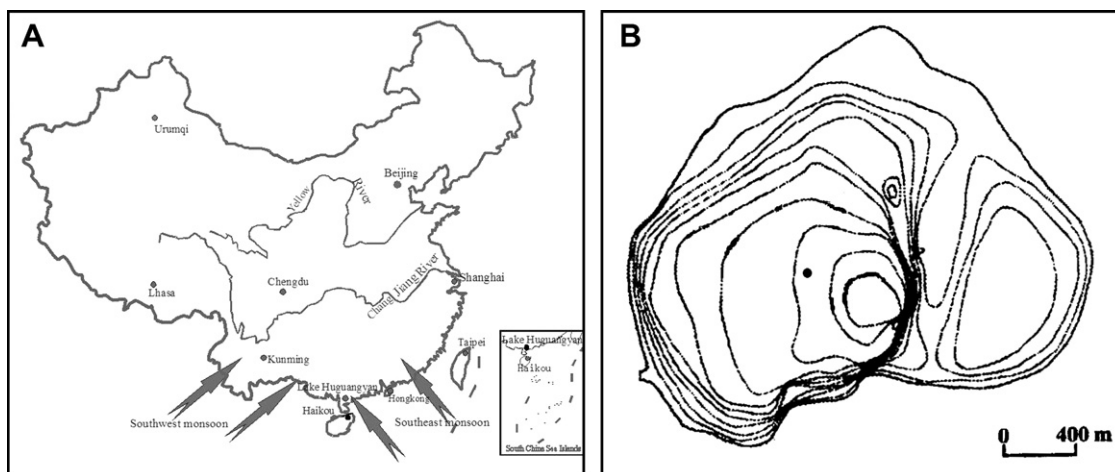 A
Urumqi
Beijing
Yellow
River
Lhasa
Chengdu
Chang Jiang River
Shanghai
Kunming
Taipei
Lake Huguangyan
Hongkong
Haikou
Southwest monsoon
Southeast monsoon
Lake Huguangyan
Haikou
South China Sea Islands
B
0 400 m